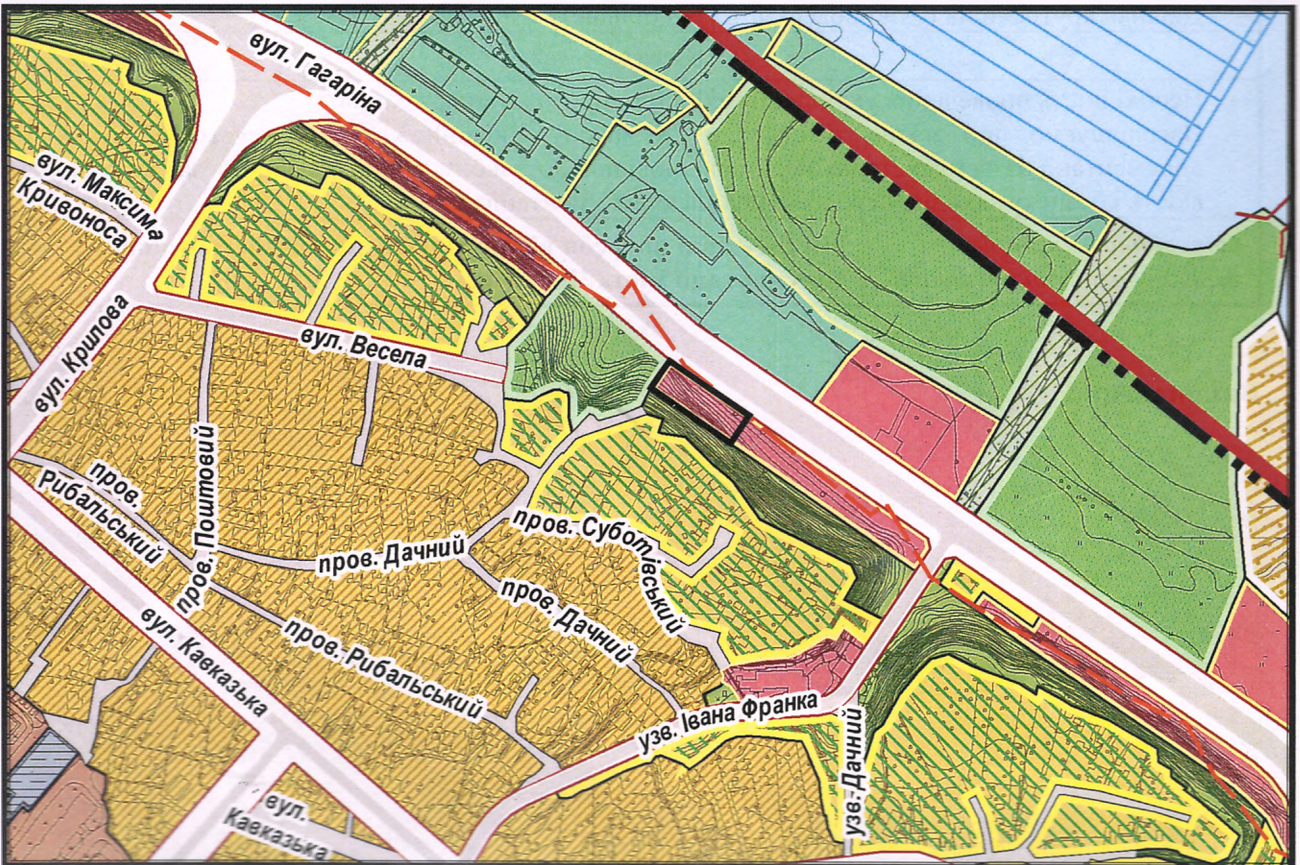 вул. Гагаріна
вул. Максима
Кривоноса
вул. Крилова
вул. Весела
пров.
Рибальський
пров. Поштовий
пров. Дачний
пров. Суботівський
пров. Дачний
вул. Кавказька
пров. Рибальський
узв. Івана Франка
узв. Дачний
вул.
Кавказька